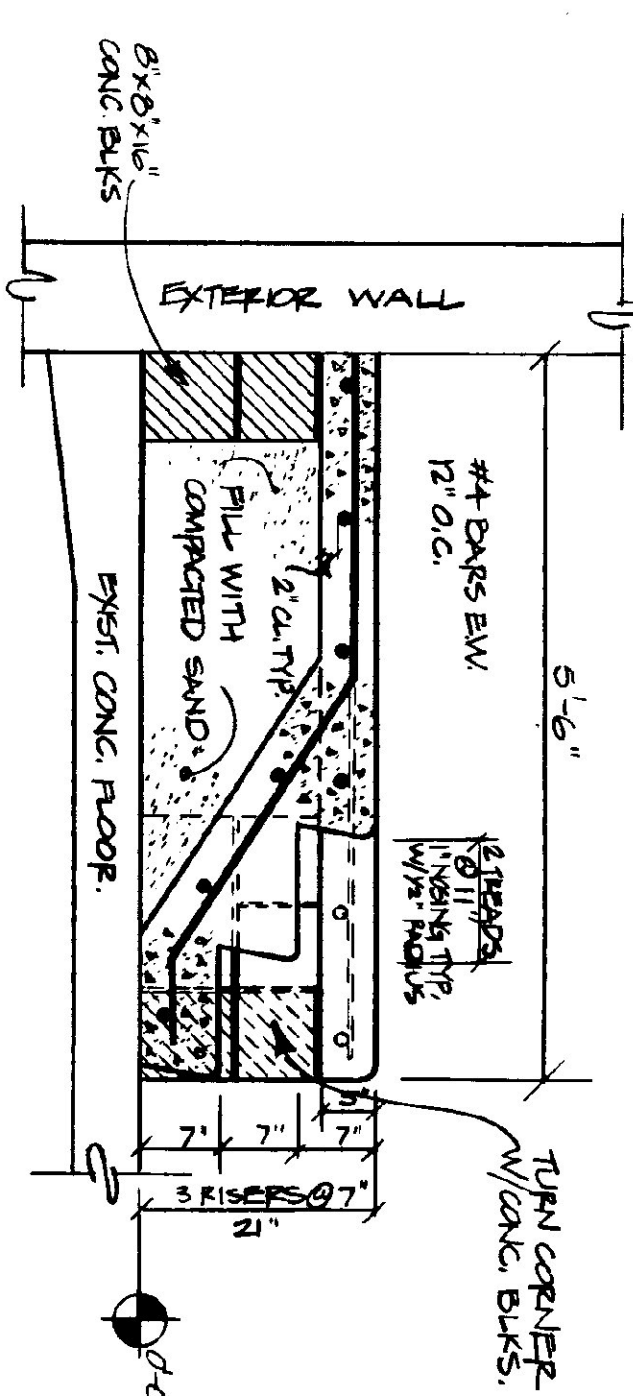 8"x8"x16"
CONC. BLKS
EXTERIOR WALL
#4 BARS E.W.
12" O.C.
5'-6"
2 TREADS
@ 11"
1" NOSING TYP.
W/ 1/2" RADIUS
TURN CORNER
W/CONC. BLKS.
2" CL. TYP.
FILL WITH
COMPACTED SAND
EXIST. CONC. FLOOR.
5"
7" 7" 7"
3 RISERS @ 7"
21"